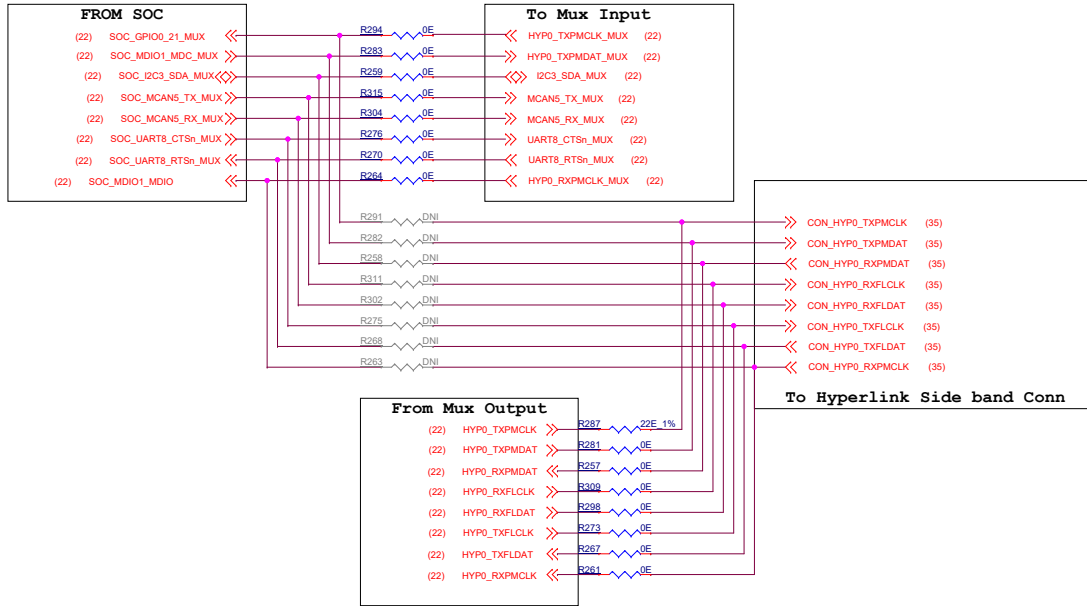 FROM SOC To Mux Input
(22) SOC_GPIO0_21_MUX R294 0E HYP0_TXPMCLK_MUX (22)
(22) SOC_MDIO1_MDC_MUX R283 0E HYP0_TXPMDAT_MUX (22)
(22) SOC_I2C3_SDA_MUX R259 0E I2C3_SDA_MUX (22)
(22) SOC_MCAN5_TX_MUX R315 0E MCAN5_TX_MUX (22)
(22) SOC_MCAN5_RX_MUX R304 0E MCAN5_RX_MUX (22)
(22) SOC_UART8_CTSn_MUX R276 0E UART8_CTSn_MUX (22)
(22) SOC_UART8_RTSn_MUX R270 0E UART8_RTSn_MUX (22)
(22) SOC_MDIO1_MDIO R264 0E HYP0_RXPMCLK_MUX (22)
R291 DNI CON_HYP0_TXPMCLK (35)
R282 DNI CON_HYP0_TXPMDAT (35)
R258 DNI CON_HYP0_RXPMDAT (35)
R311 DNI CON_HYP0_RXFLCLK (35)
R302 DNI CON_HYP0_RXFLDAT (35)
R275 DNI CON_HYP0_TXFLCLK (35)
R268 DNI CON_HYP0_TXFLDAT (35)
R263 DNI CON_HYP0_RXPMCLK (35)
To Hyperlink Side band Conn
From Mux Output
(22) HYP0_TXPMCLK R287 22E_1%
(22) HYP0_TXPMDAT R281 0E
(22) HYP0_RXPMDAT R257 0E
(22) HYP0_RXFLCLK R309 0E
(22) HYP0_RXFLDAT R298 0E
(22) HYP0_TXFLCLK R273 0E
(22) HYP0_TXFLDAT R267 0E
(22) HYP0_RXPMCLK R261 0E